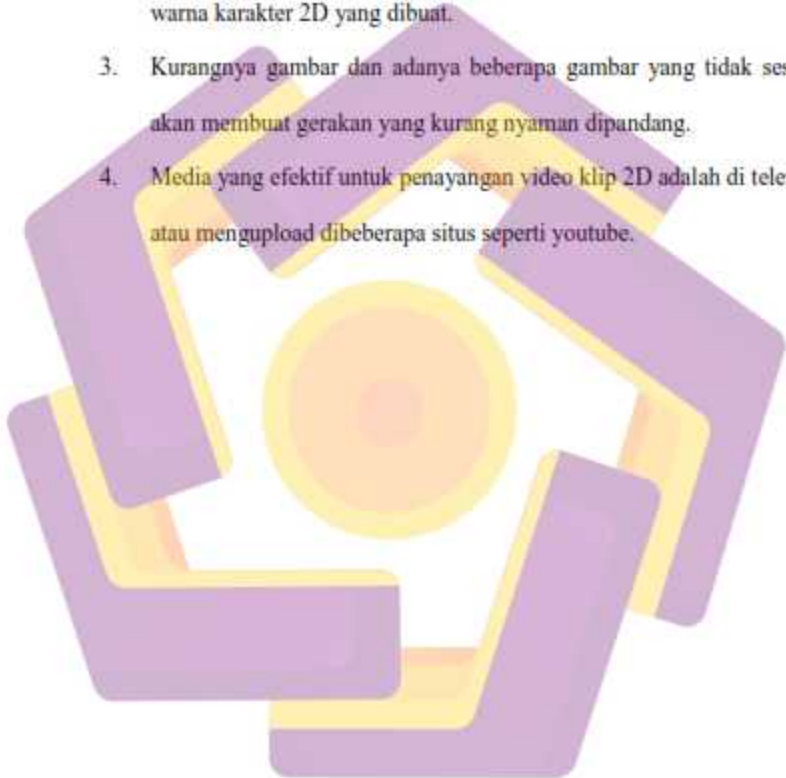 warna karakter 2D yang dibuat.
3. Kurangnya gambar dan adanya beberapa gambar yang tidak
akan membuat gerakan yang kurang nyaman dipandang.
4. Media yang efektif untuk penayangan video klip 2D adalah di
atau mengupload dibeberapa situs seperti youtube.